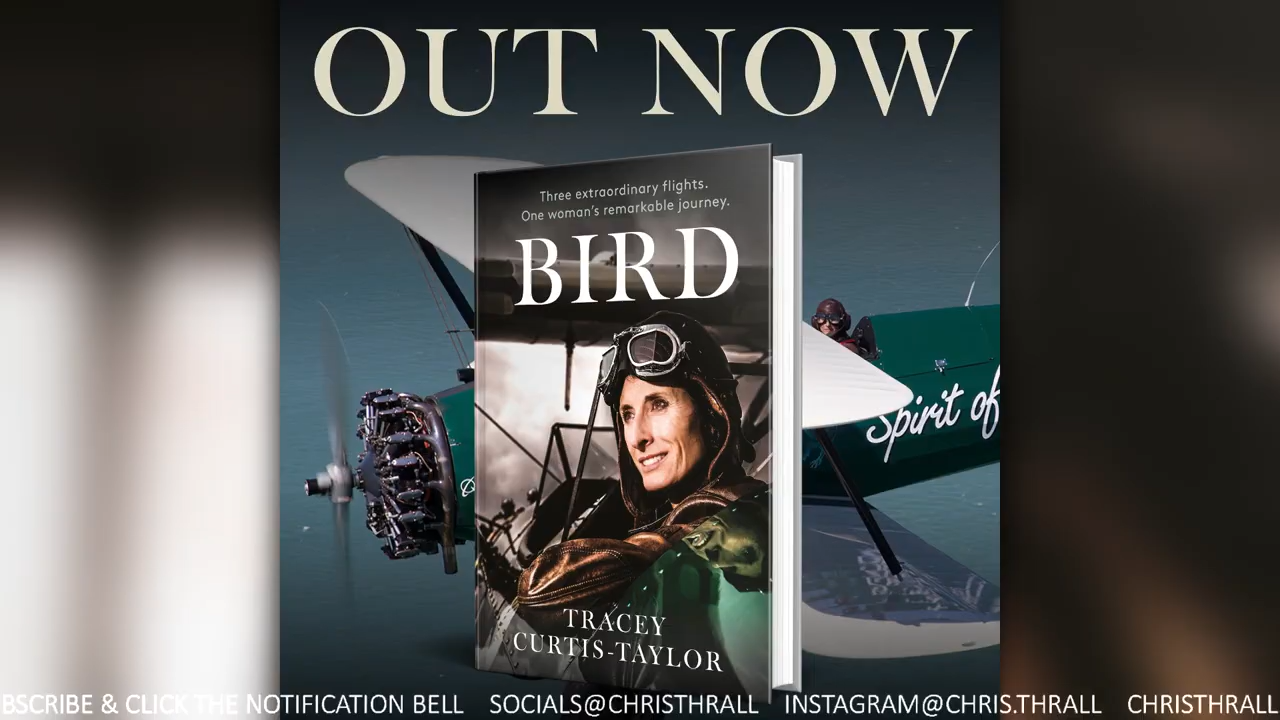 OUT NOW
Three extraordinary flights.
One woman's remarkable journey.
BIRD
Spirit of
TRACEY
CURTIS-TAYLOR
BSCRIBE & CLICK THE NOTIFICATION BELL SOCIALS@CHRISTHRALL INSTAGRAM@CHRIS.THRALL CHRISTHRALL